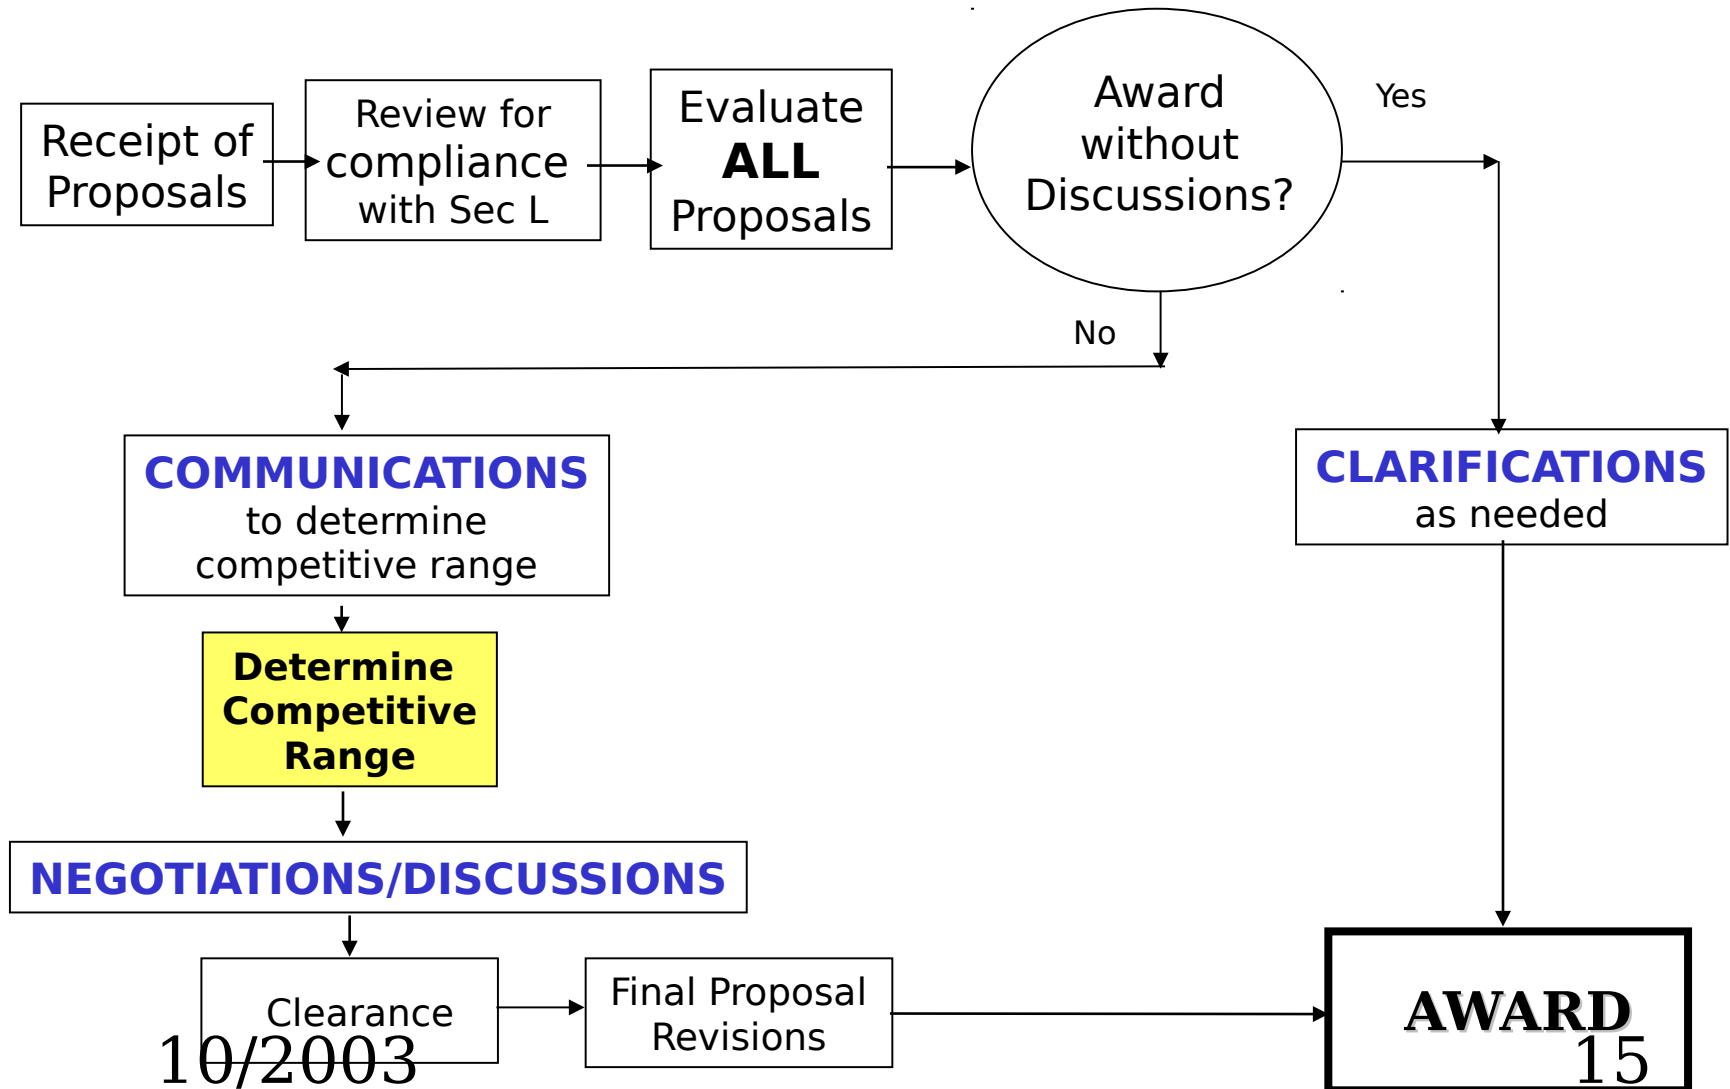 Receipt of
Proposals
Review for
compliance
with Sec L
Evaluate
ALL
Proposals
Award
without
Discussions?
Yes
No
COMMUNICATIONS
to determine
competitive range
CLARIFICATIONS
as needed
Determine
Competitive
Range
NEGOTIATIONS/DISCUSSIONS
Clearance
Final Proposal
Revisions
AWARD
10/2003
15